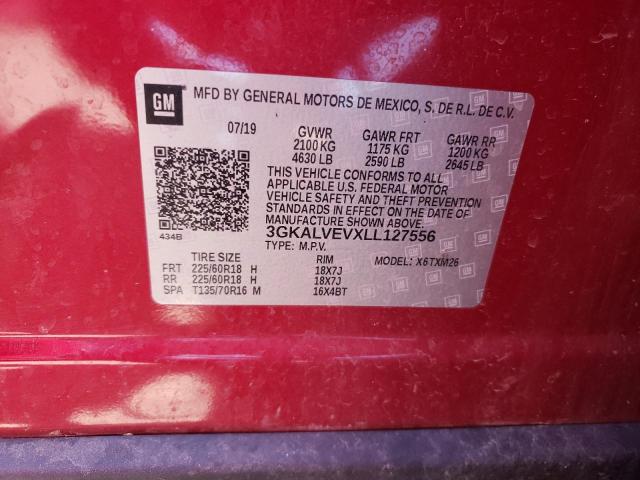 GM MFD BY GENERAL MOTORS DE MEXICO, S. DE R.L. DE C.V.
07/19 GVWR GAWR FRT GAWR RR
2100 KG 1175 KG 1200 KG
4630 LB 2590 LB 2645 LB
THIS VEHICLE CONFORMS TO ALL
APPLICABLE U.S. FEDERAL MOTOR
VEHICLE SAFETY AND THEFT
STANDARDS IN EFFECT ON THE DATE
OF MANUFACTURE SHOWN ABOVE.
434B 3GKALVEVXLL127556
TYPE: M.P.V. MODEL: X6TXM26
TIRE SIZE RIM
FRT 225/60R18 H 18X7J
RR 225/60R18 H 18X7J
SPA T135/70R16 M 16X4BT